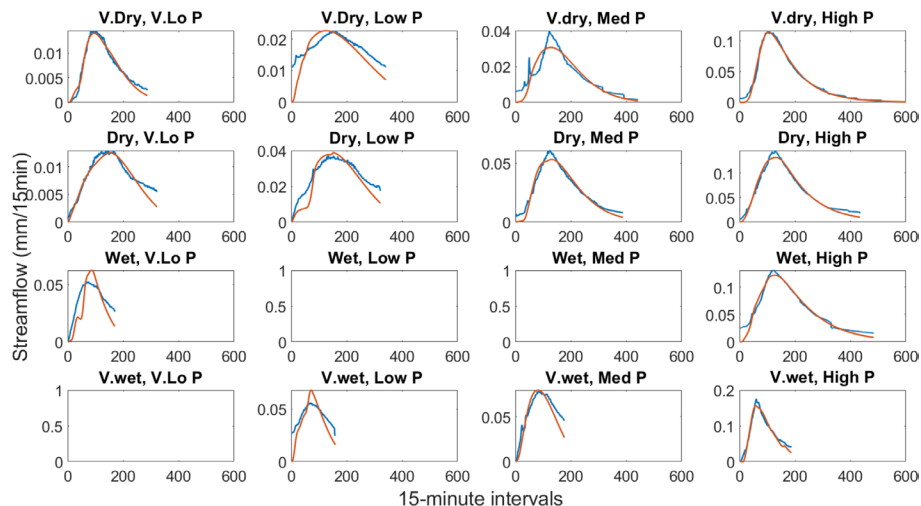 V.Dry, V.Lo P V.Dry, Low P V.dry, Med P V.dry, High P
0.01
0.005
0
0 200 400 600
0.02
0.01
0
0 200 400 600
0.04
0.02
0
0 200 400 600
0.1
0.05
0
0 200 400 600
Dry, V.Lo P Dry, Low P Dry, Med P Dry, High P
0.01
0.005
0
0 200 400 600
0.04
0.02
0
0 200 400 600
0.05
0
0 200 400 600
0.1
0.05
0
0 200 400 600
Streamflow (mm/15min)
Wet, V.Lo P Wet, Low P Wet, Med P Wet, High P
0.05
0
0 200 400 600
1
0.5
0
0 200 400 600
1
0.5
0
0 200 400 600
0.1
0.05
0
0 200 400 600
V.wet, V.Lo P V.wet, Low P V.wet, Med P V.wet, High P
1
0.5
0
0 200 400 600
0.05
0
0 200 400 600
0.05
0
0 200 400 600
0.2
0.1
0
0 200 400 600
15-minute intervals